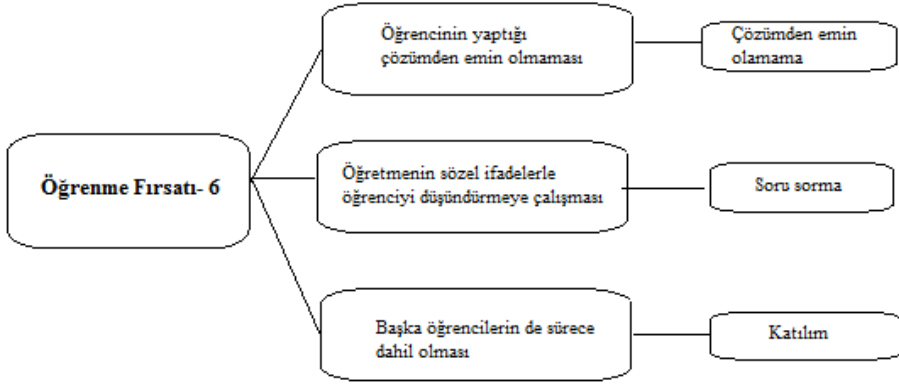 Öğrencinin yaptığı
çözümden emin olmaması
Çözümden emin
olamama
Öğrenme Fırsatı- 6
Öğretmenin sözel ifadelerle
öğrenciyi düşündürmeye çalışması
Soru sorma
Başka öğrencilerin de sürece
dahil olması
Katılım